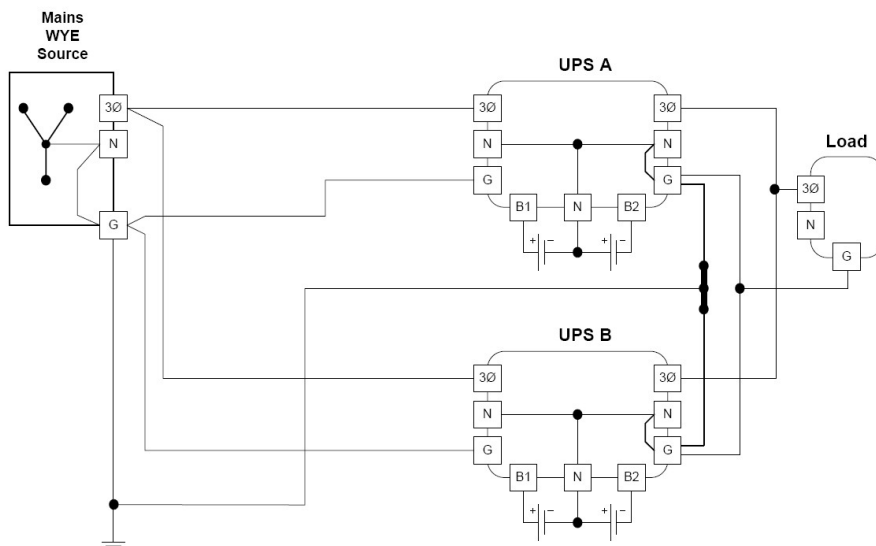 Mains
WYE
Source
UPS A
3Ø
3Ø
3Ø
N
N
N
Load
G
G
3Ø
B1
N
B2
G
N
+ − + −
G
UPS B
3Ø
3Ø
N
N
G
G
B1
N
B2
+ − + −